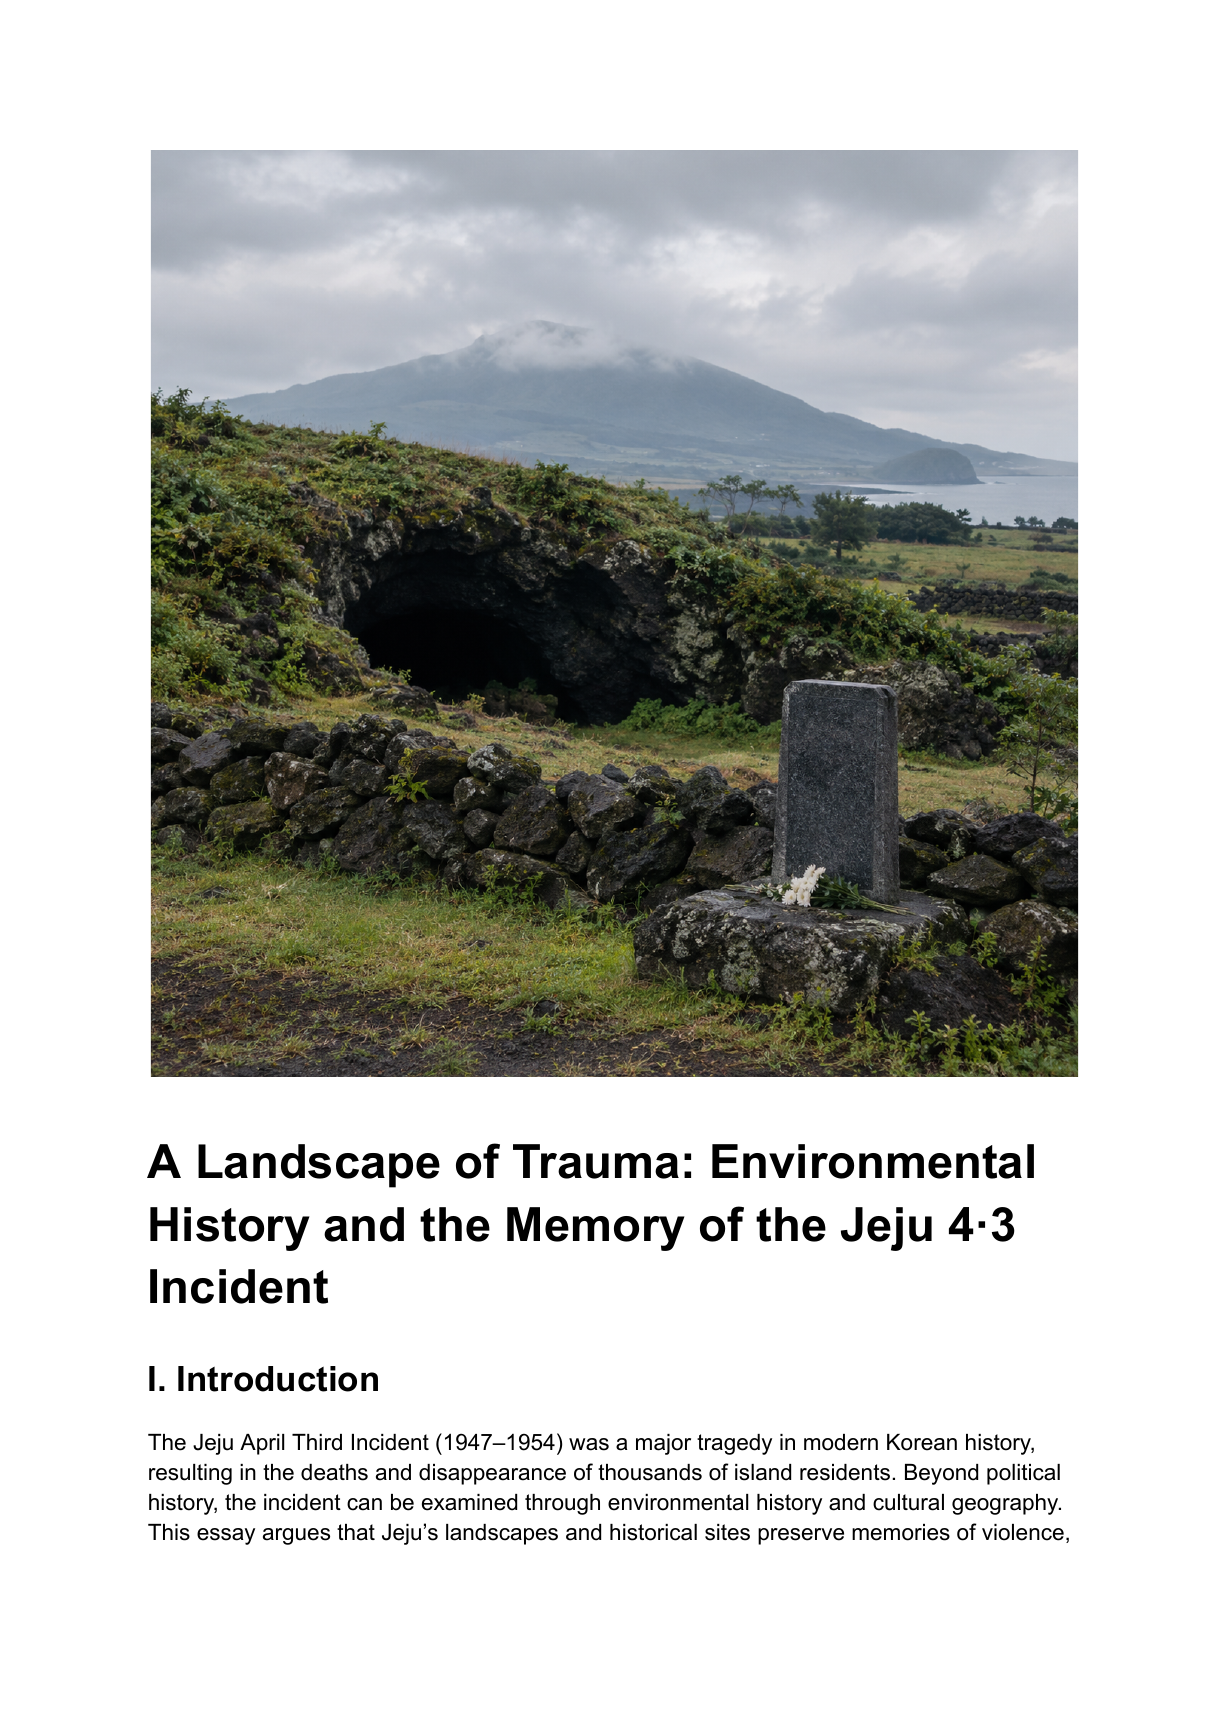 A Landscape of Trauma: Environmental
History and the Memory of the Jeju 4·3
Incident
I. Introduction
The Jeju April Third Incident (1947–1954) was a major tragedy in modern Korean history,
resulting in the deaths and disappearance of thousands of island residents. Beyond political
history, the incident can be examined through environmental history and cultural geography.
This essay argues that Jeju’s landscapes and historical sites preserve memories of violence,